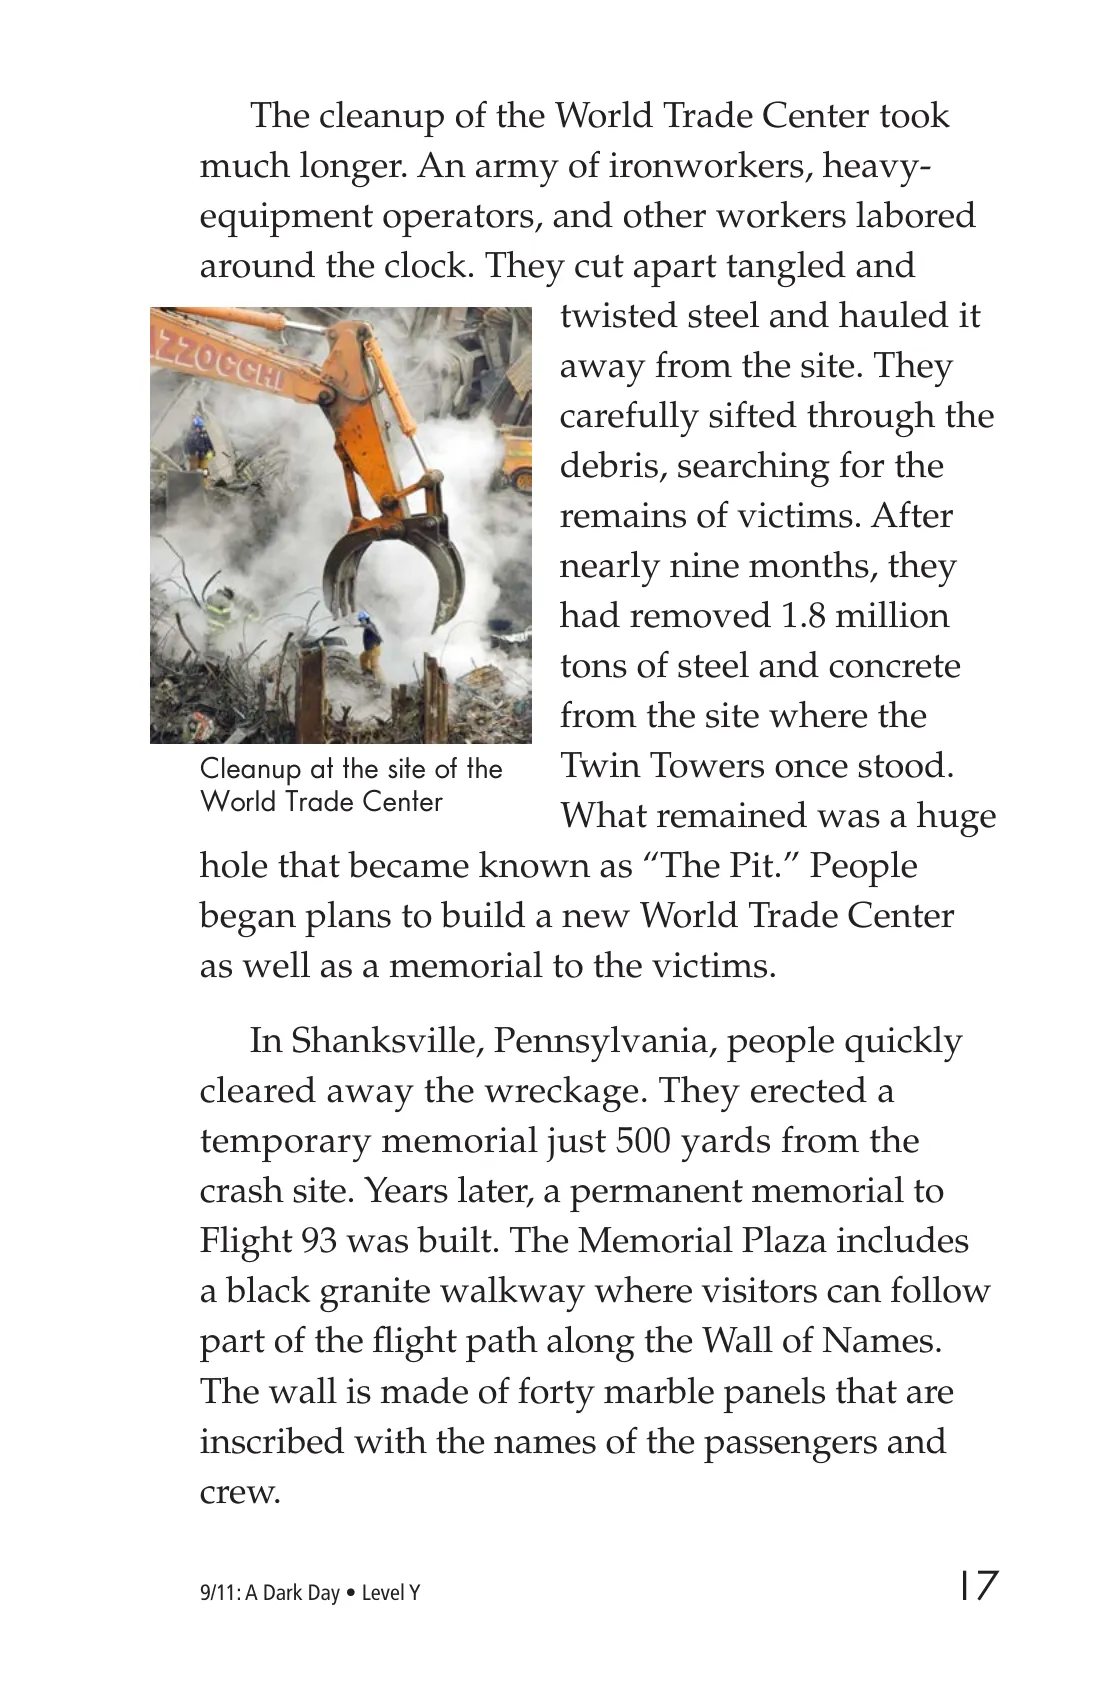 The cleanup of the World Trade Center took
much longer. An army of ironworkers, heavy-
equipment operators, and other workers labored
around the clock. They cut apart tangled and
twisted steel and hauled it
away from the site. They
carefully sifted through the
debris, searching for the
remains of victims. After
nearly nine months, they
had removed 1.8 million
tons of steel and concrete
from the site where the
Twin Towers once stood.
What remained was a huge
hole that became known as “The Pit.” People
began plans to build a new World Trade Center
as well as a memorial to the victims.
ZZOCCHI
Cleanup at the site of the
World Trade Center
In Shanksville, Pennsylvania, people quickly
cleared away the wreckage. They erected a
temporary memorial just 500 yards from the
crash site. Years later, a permanent memorial to
Flight 93 was built. The Memorial Plaza includes
a black granite walkway where visitors can follow
part of the flight path along the Wall of Names.
The wall is made of forty marble panels that are
inscribed with the names of the passengers and
crew.
9/11: A Dark Day • Level Y
17